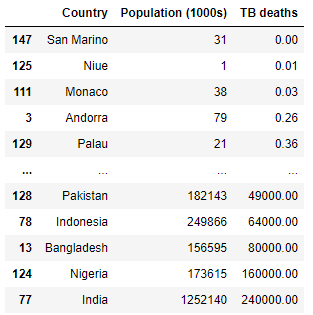 Country Population (1000s) TB deaths
147 San Marino 31 0.00
125 Niue 1 0.01
111 Monaco 38 0.03
3 Andorra 79 0.26
129 Palau 21 0.36
... ... ... ...
128 Pakistan 182143 49000.00
78 Indonesia 249866 64000.00
13 Bangladesh 156595 80000.00
124 Nigeria 173615 160000.00
77 India 1252140 240000.00